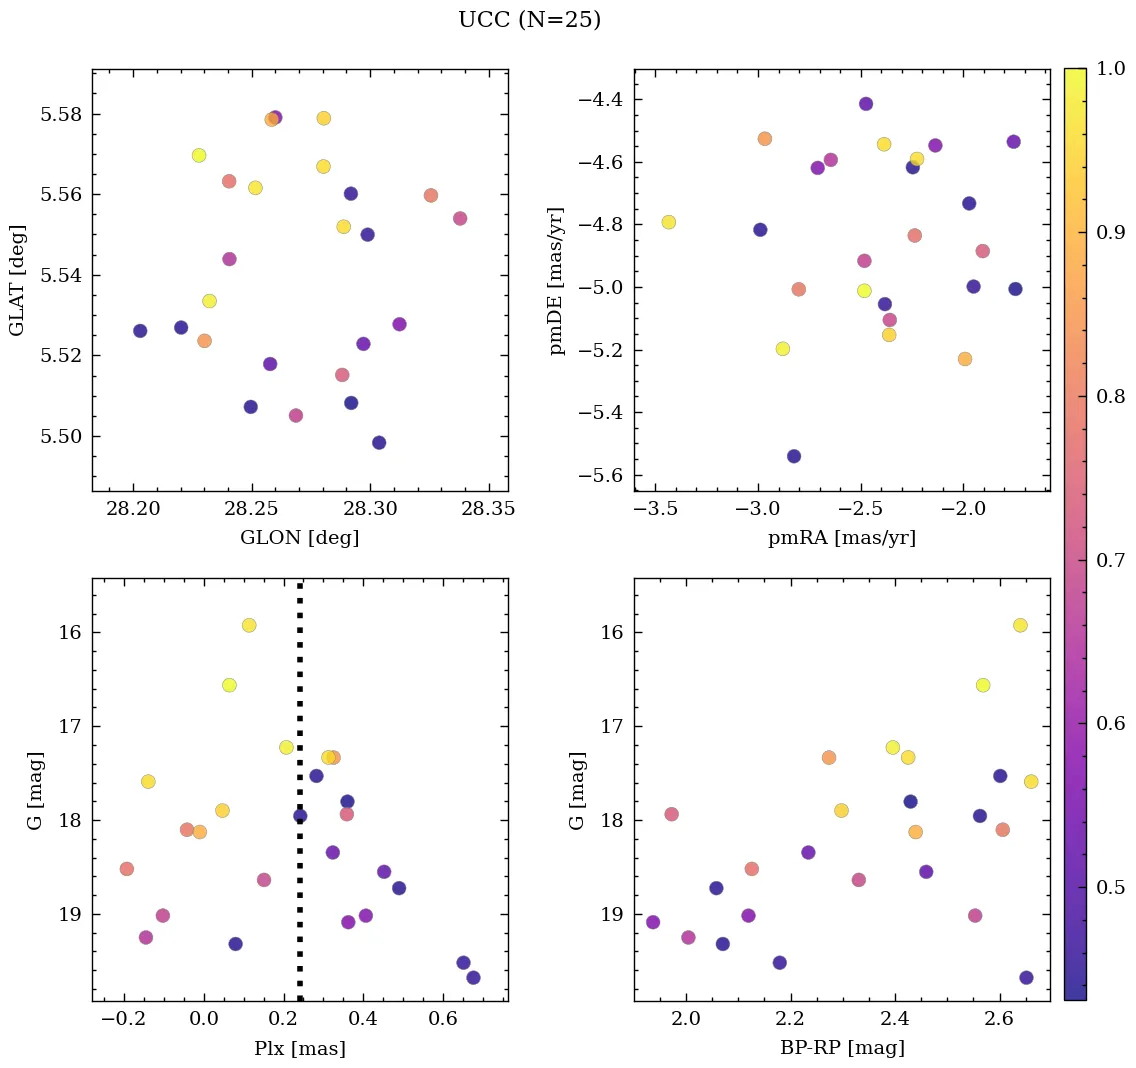 UCC (N=25)
5.58
5.56
5.54
5.52
5.50
GLAT [deg]
28.20 28.25 28.30 28.35
GLON [deg]
−4.4
−4.6
−4.8
−5.0
−5.2
−5.4
−5.6
pmDE [mas/yr]
−3.5 −3.0 −2.5 −2.0
pmRA [mas/yr]
16
17
18
19
G [mag]
−0.2 0.0 0.2 0.4 0.6
Plx [mas]
16
17
18
19
G [mag]
2.0 2.2 2.4 2.6
BP-RP [mag]
1.0
0.9
0.8
0.7
0.6
0.5